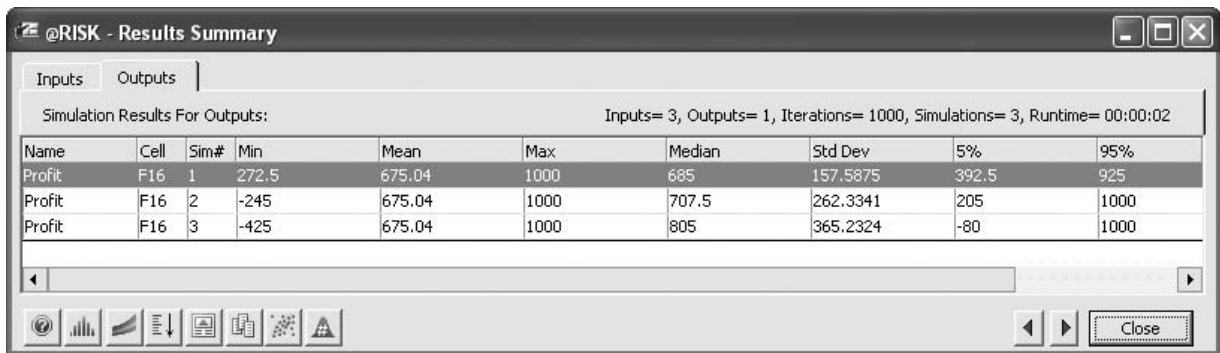 @RISK - Results Summary
Inputs Outputs
Simulation Results For Outputs: Inputs= 3, Outputs= 1, Iterations= 1000, Simulations= 3, Runtime= 00:00:02
Name Cell Sim# Min Mean Max Median Std Dev 5% 95%
Profit F16 1 272.5 675.04 1000 685 157.5875 392.5 925
Profit F16 2 -245 675.04 1000 707.5 262.3341 205 1000
Profit F16 3 -425 675.04 1000 805 365.2324 -80 1000
Close